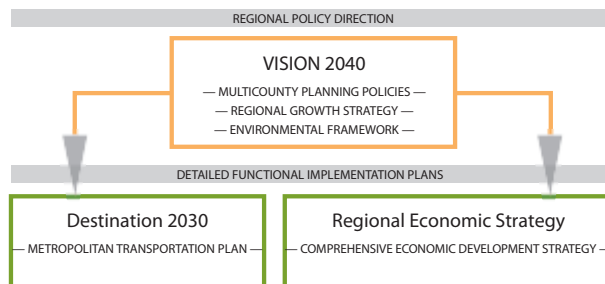 REGIONAL POLICY DIRECTION
VISION 2040
— MULTICOUNTY PLANNING POLICIES —
— REGIONAL GROWTH STRATEGY —
— ENVIRONMENTAL FRAMEWORK —
DETAILED FUNCTIONAL IMPLEMENTATION PLANS
Destination 2030
— METROPOLITAN TRANSPORTATION PLAN —
Regional Economic Strategy
— COMPREHENSIVE ECONOMIC DEVELOPMENT STRATEGY —